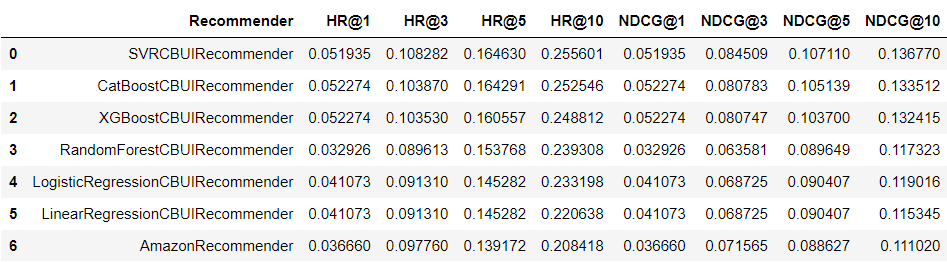 Recommender HR@1 HR@3 HR@5 HR@10 NDCG@1 NDCG@3 NDCG@5 NDCG@10
0 SVRCBUIRecommender 0.051935 0.108282 0.164630 0.255601 0.051935 0.084509 0.107110 0.136770
1 CatBoostCBUIRecommender 0.052274 0.103870 0.164291 0.252546 0.052274 0.080783 0.105139 0.133512
2 XGBoostCBUIRecommender 0.052274 0.103530 0.160557 0.248812 0.052274 0.080747 0.103700 0.132415
3 RandomForestCBUIRecommender 0.032926 0.089613 0.153768 0.239308 0.032926 0.063581 0.089649 0.117323
4 LogisticRegressionCBUIRecommender 0.041073 0.091310 0.145282 0.233198 0.041073 0.068725 0.090407 0.119016
5 LinearRegressionCBUIRecommender 0.041073 0.091310 0.145282 0.220638 0.041073 0.068725 0.090407 0.115345
6 AmazonRecommender 0.036660 0.097760 0.139172 0.208418 0.036660 0.071565 0.088627 0.111020